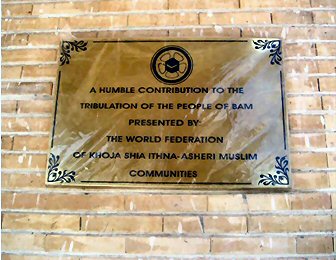 A HUMBLE CONTRIBUTION TO THE
TRIBULATION OF THE PEOPLE OF BAM
PRESENTED BY:
THE WORLD FEDERATION
OF KHOJA SHIA ITHNA-ASHERI MUSLIM
COMMUNITIES